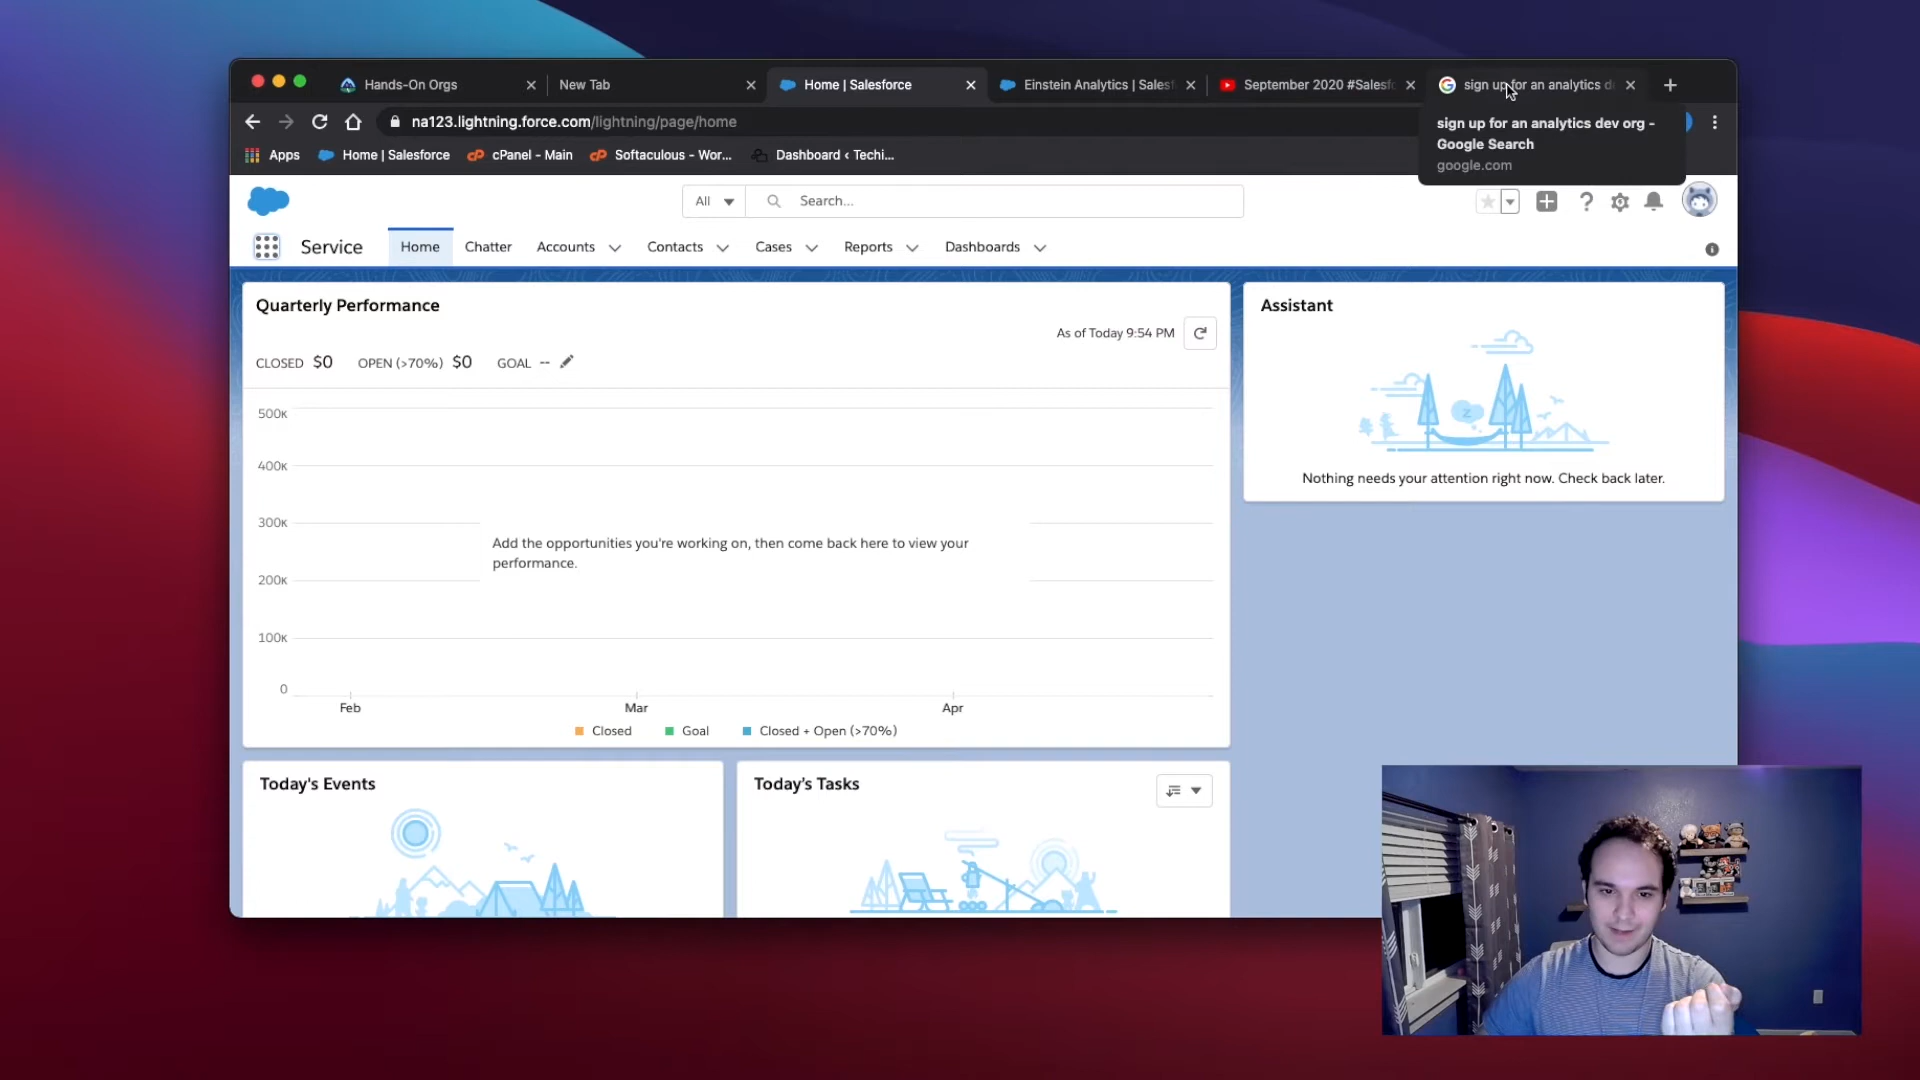 Hands-On Orgs
New Tab
Home | Salesforce
Einstein Analytics | Salest
September 2020 #Salesfo
sign up for an analytics de
na123.lightning.force.com/lightning/page/home
sign up for an analytics dev org -
Google Search
google.com
Apps
Home | Salesforce
cPanel - Main
Softaculous - Wor...
Dashboard ‹ Techi...
All
Search...
Service
Home
Chatter
Accounts
Contacts
Cases
Reports
Dashboards
Quarterly Performance
As of Today 9:54 PM
CLOSED $0 OPEN (>70%) $0 GOAL --
500K
400K
300K
200K
100K
0
Add the opportunities you're working on, then come back here to view your
performance.
Feb
Mar
Apr
Closed
Goal
Closed + Open (>70%)
Assistant
z
Nothing needs your attention right now. Check back later.
Today's Events
Today's Tasks